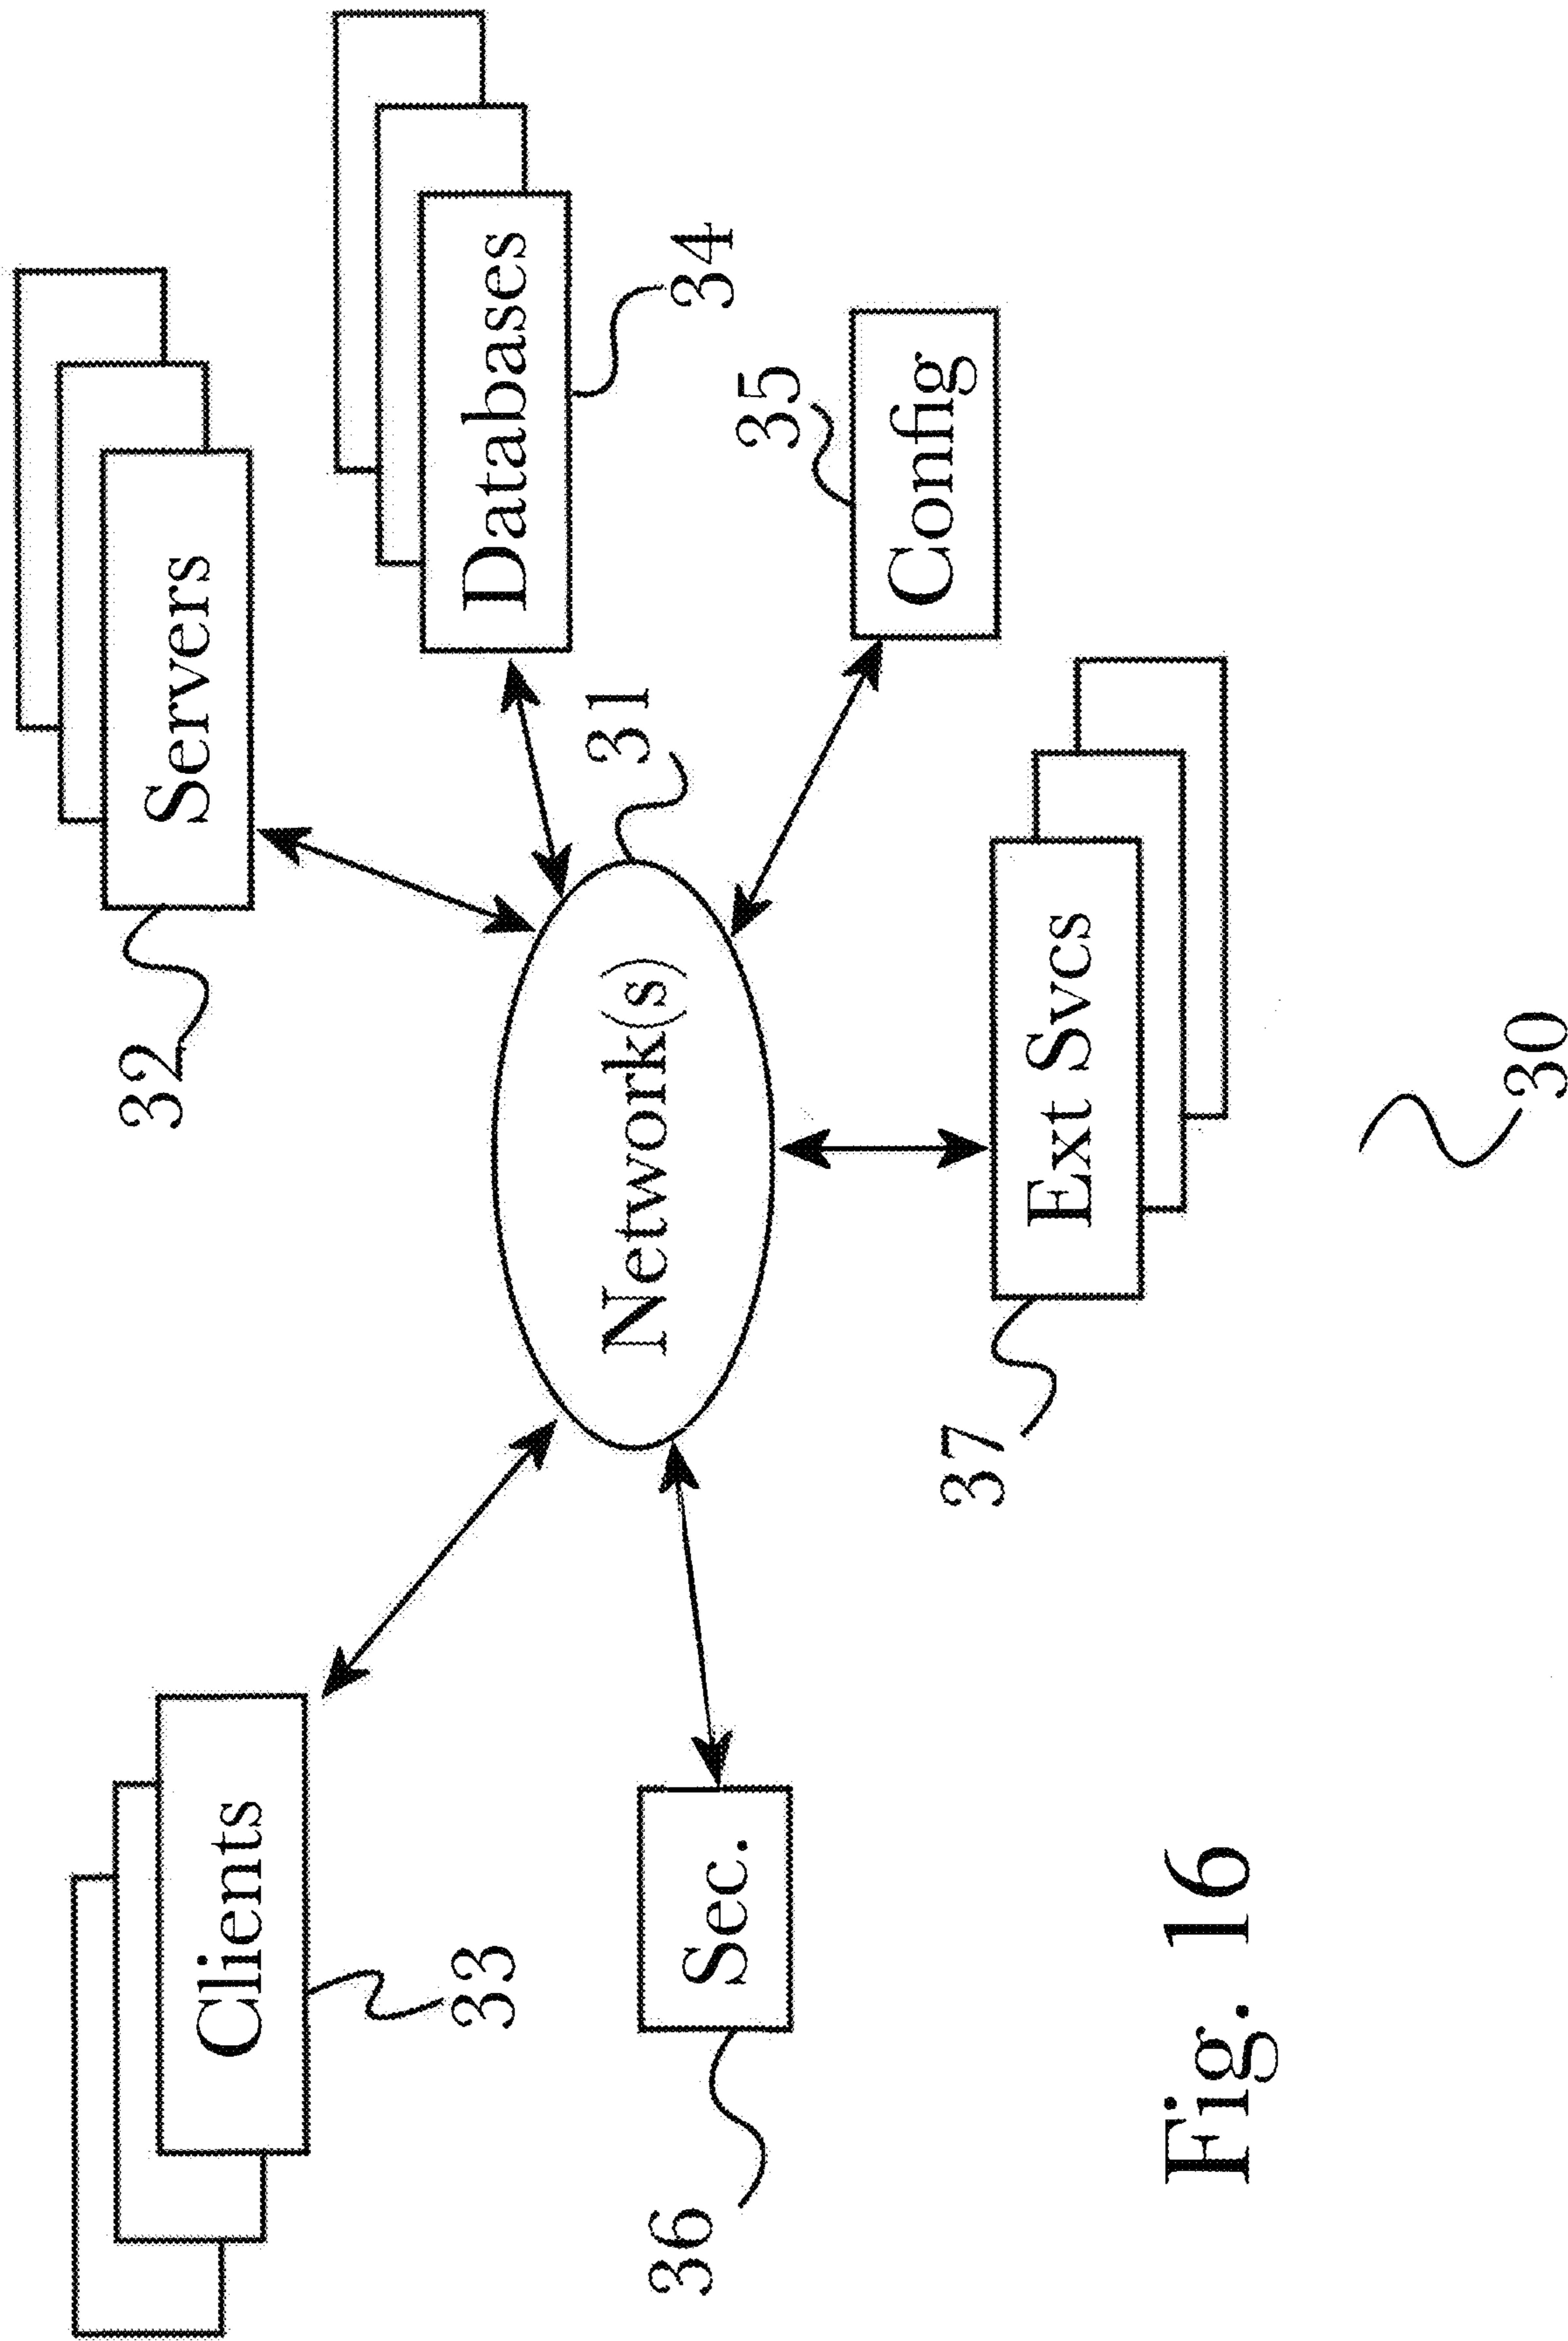 Servers
32
Clients
33
Databases
34
31
Network(s)
35
Config
Sec.
36
Ext Svcs
37
30
Fig. 16